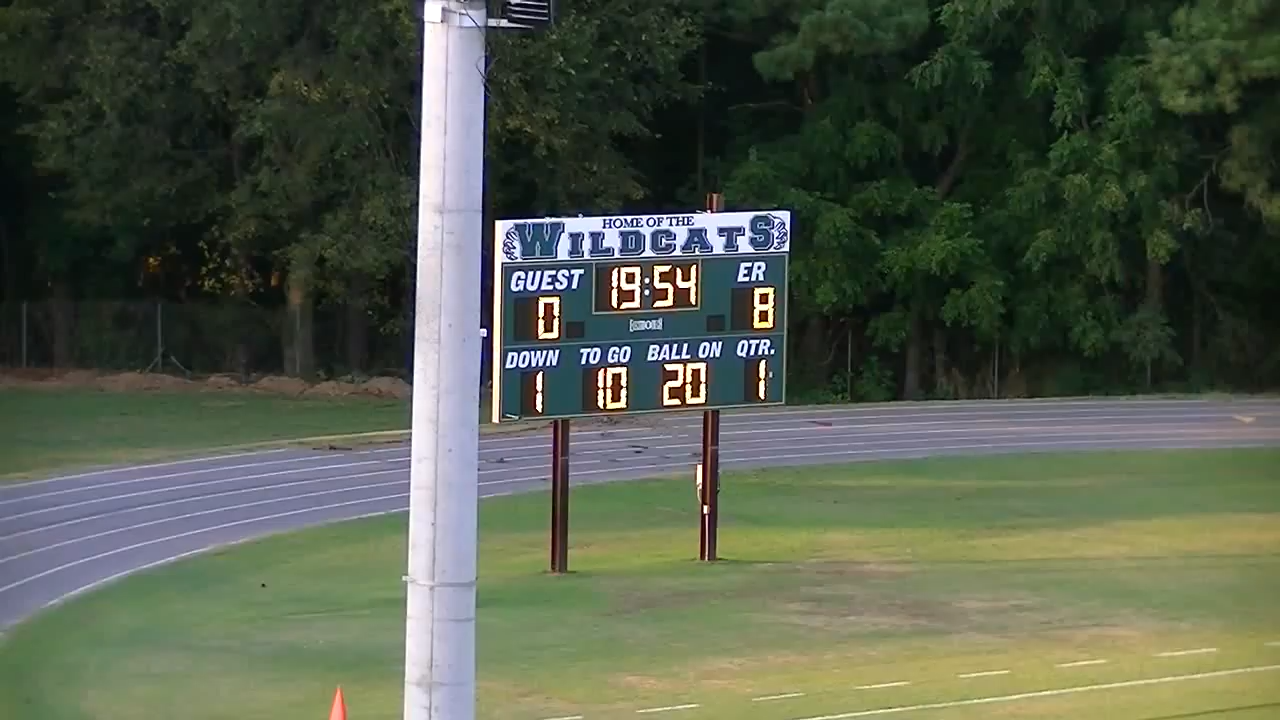 HOME OF THE
WILDCATS
GUEST 19:54 ER
0 8
DOWN TO GO BALL ON QTR.
1 10 20 1